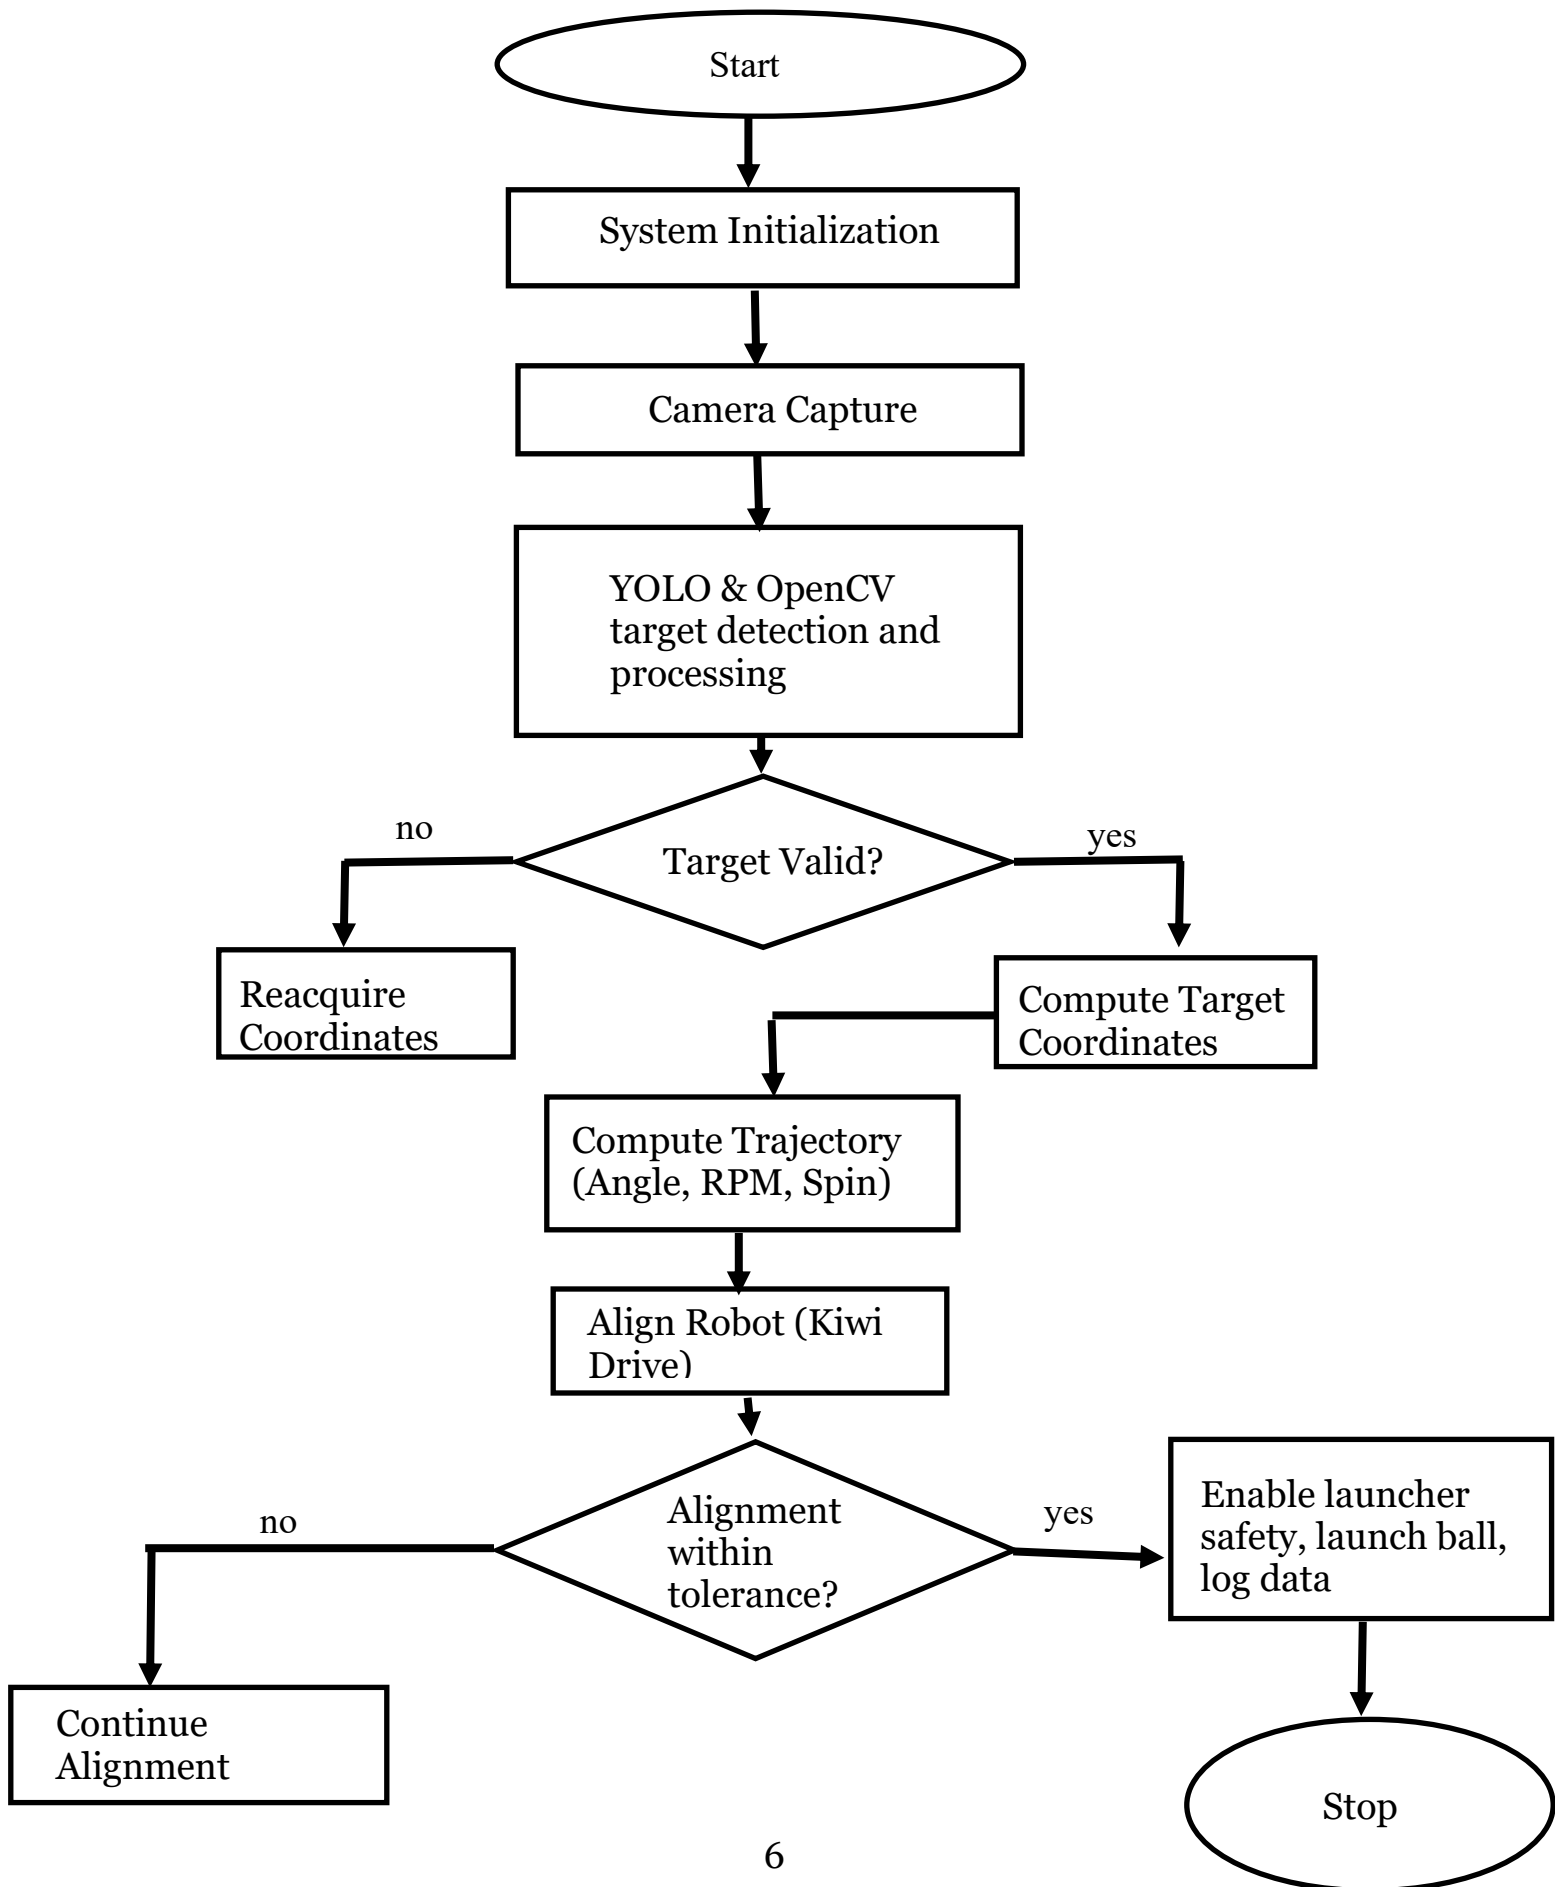 Start
System Initialization
Camera Capture
YOLO & OpenCV
target detection and
processing
no
yes
Target Valid?
Reacquire
Coordinates
Compute Target
Coordinates
Compute Trajectory
(Angle, RPM, Spin)
Align Robot (Kiwi
Drive)
no
Alignment
within
tolerance?
yes
Enable launcher
safety, launch ball,
log data
Continue
Alignment
Stop
6